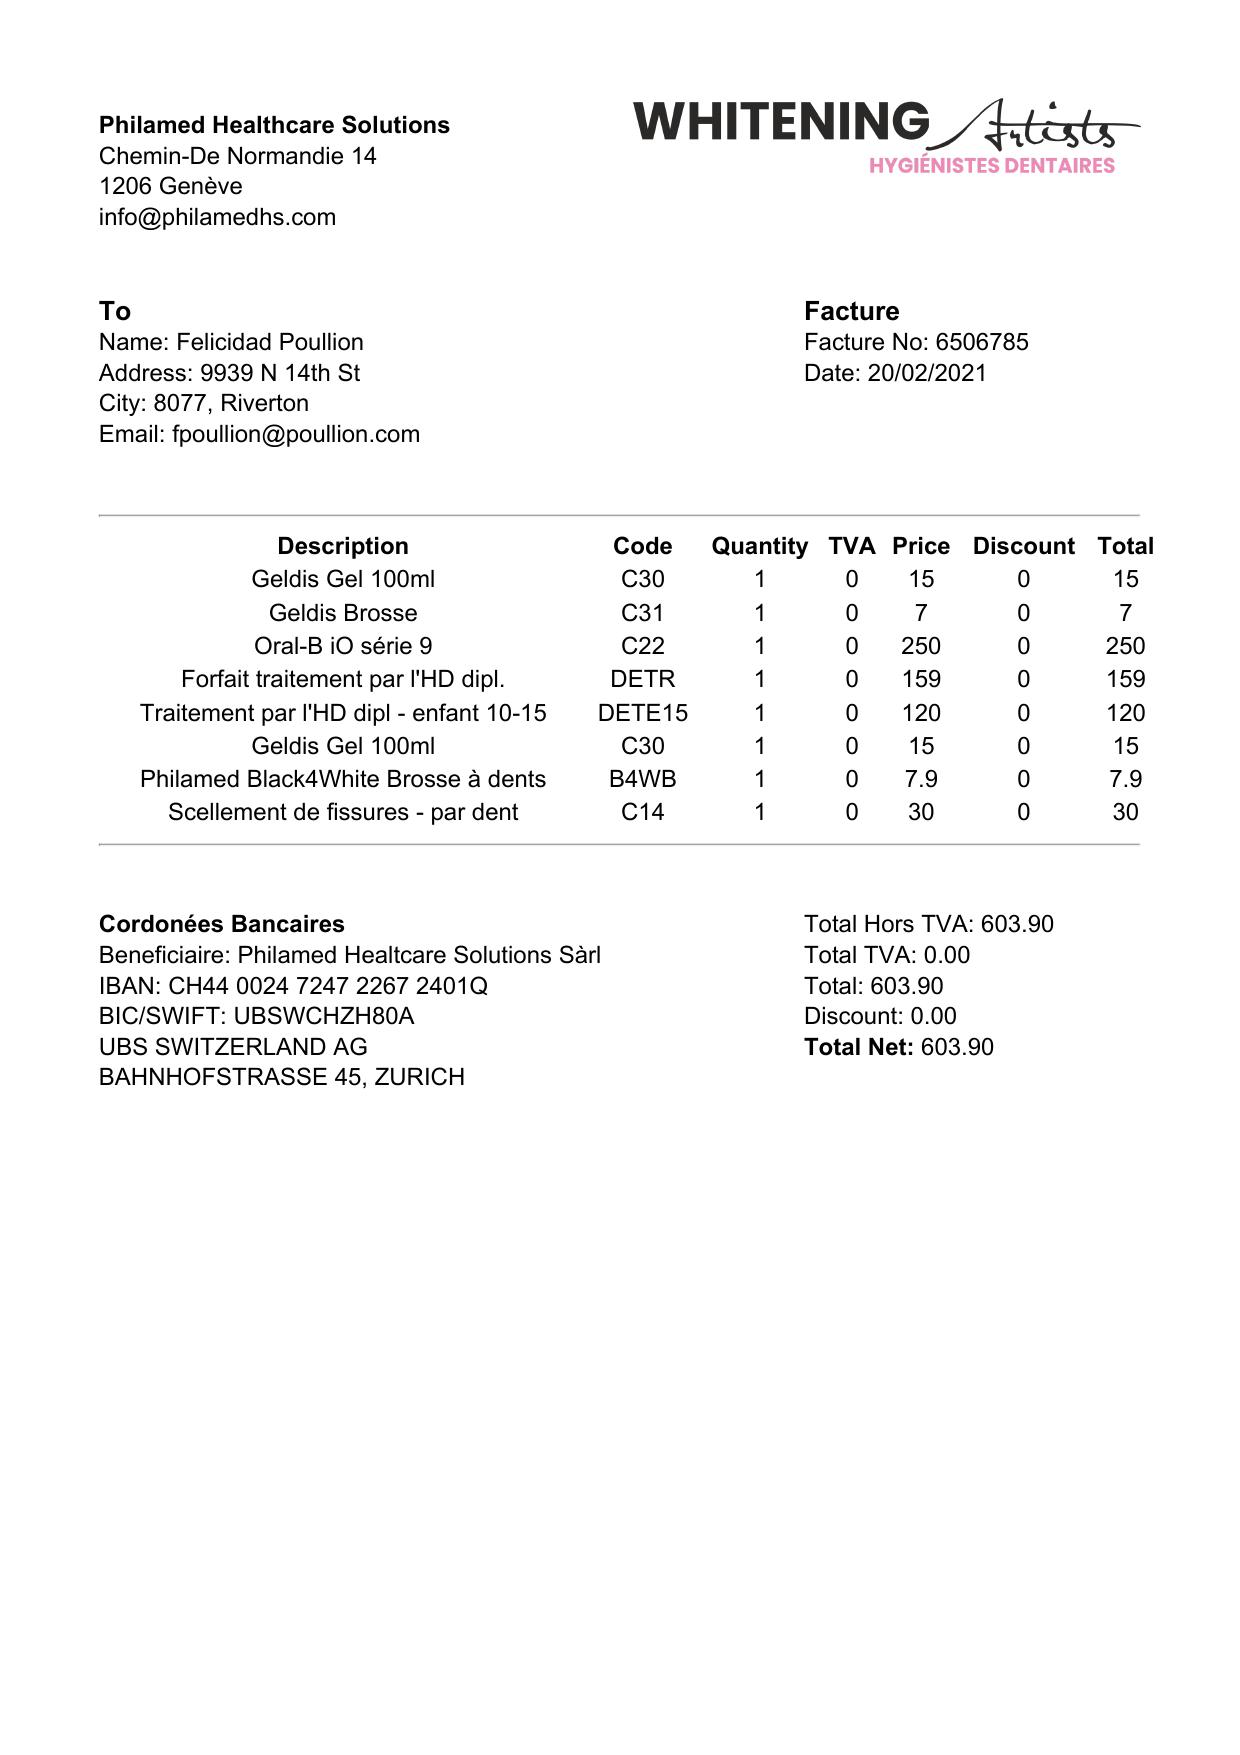 Philamed Healthcare Solutions
Chemin-De Normandie 14
1206 Genève
info@philamedhs.com
WHITENING Artists
HYGIÉNISTES DENTAIRES
To
Name: Felicidad Poullion
Address: 9939 N 14th St
City: 8077, Riverton
Email: fpoullion@poullion.com
Facture
Facture No: 6506785
Date: 20/02/2021
Description Code Quantity TVA Price Discount Total
Geldis Gel 100ml C30 1 0 15 0 15
Geldis Brosse C31 1 0 7 0 7
Oral-B iO série 9 C22 1 0 250 0 250
Forfait traitement par l'HD dipl. DETR 1 0 159 0 159
Traitement par l'HD dipl - enfant 10-15 DETE15 1 0 120 0 120
Geldis Gel 100ml C30 1 0 15 0 15
Philamed Black4White Brosse à dents B4WB 1 0 7.9 0 7.9
Scellement de fissures - par dent C14 1 0 30 0 30
Cordonées Bancaires
Beneficiaire: Philamed Healtcare Solutions Sàrl
IBAN: CH44 0024 7247 2267 2401Q
BIC/SWIFT: UBSWCHZH80A
UBS SWITZERLAND AG
BAHNHOFSTRASSE 45, ZURICH
Total Hors TVA: 603.90
Total TVA: 0.00
Total: 603.90
Discount: 0.00
Total Net: 603.90